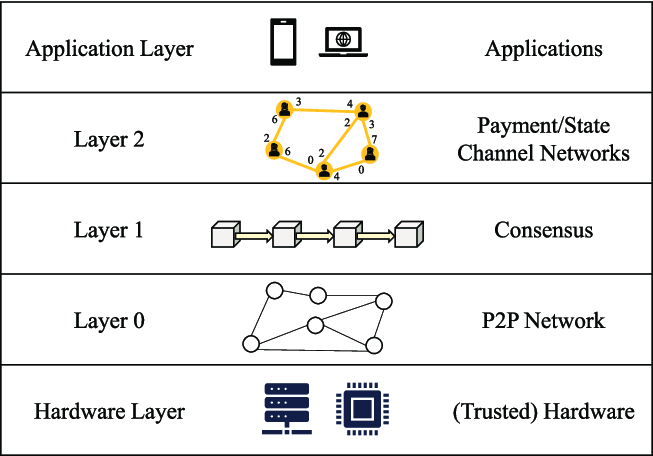 Application Layer
Applications
Layer 2
3
4
6
2
3
2
7
6
2
0
0
4
Payment/State
Channel Networks
Layer 1
Consensus
Layer 0
P2P Network
Hardware Layer
(Trusted) Hardware